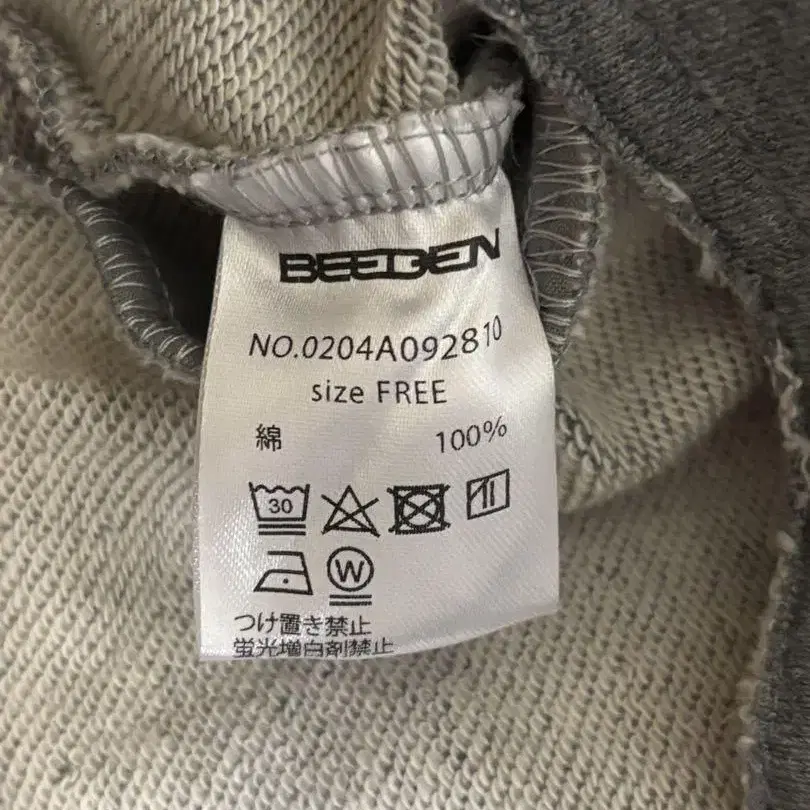 BEEDEN
NO.0204A092810
size FREE
綿 100%
30
W
つけ置き禁止
蛍光増白剤禁止